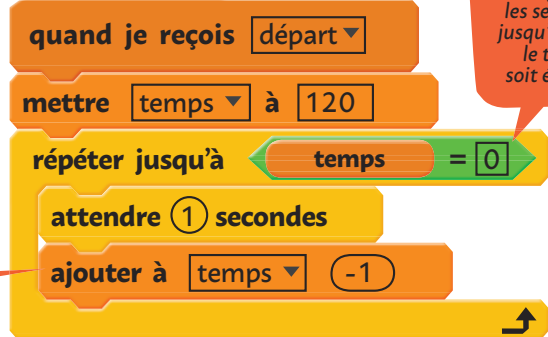 les se
jusqu'
le t
soit e
quand je reçois départ
mettre temps à 120
répéter jusqu'à temps = 0
attendre 1 secondes
ajouter à temps -1